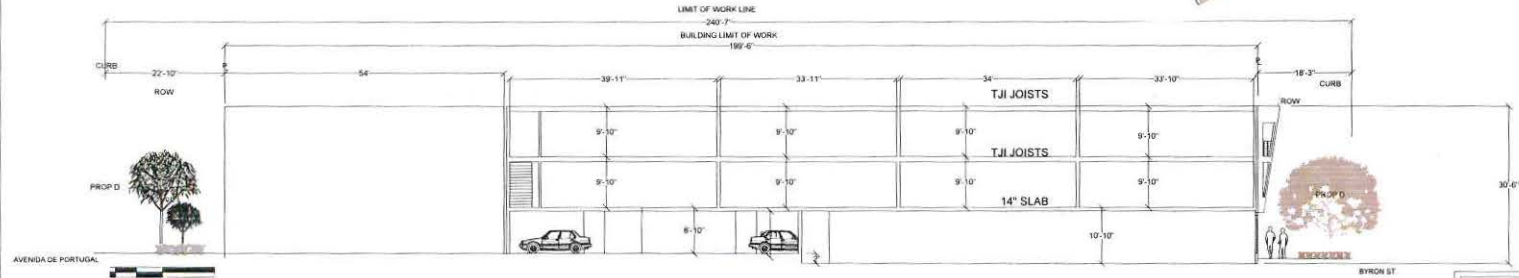 LIMIT OF WORK LINE
240'-7"
BUILDING LIMIT OF WORK
199'-6"
CURB
22'-10"
54'
39'-11"
33'-11"
34'
33'-10"
18'-3"
CURB
ROW
TJI JOISTS
ROW
9'-10"
9'-10"
9'-10"
9'-10"
TJI JOISTS
PROP D
9'-10"
9'-10"
9'-10"
9'-10"
PROP D
30'-6"
14" SLAB
10'-10"
AVENIDA DE PORTUGAL
BYRON ST.